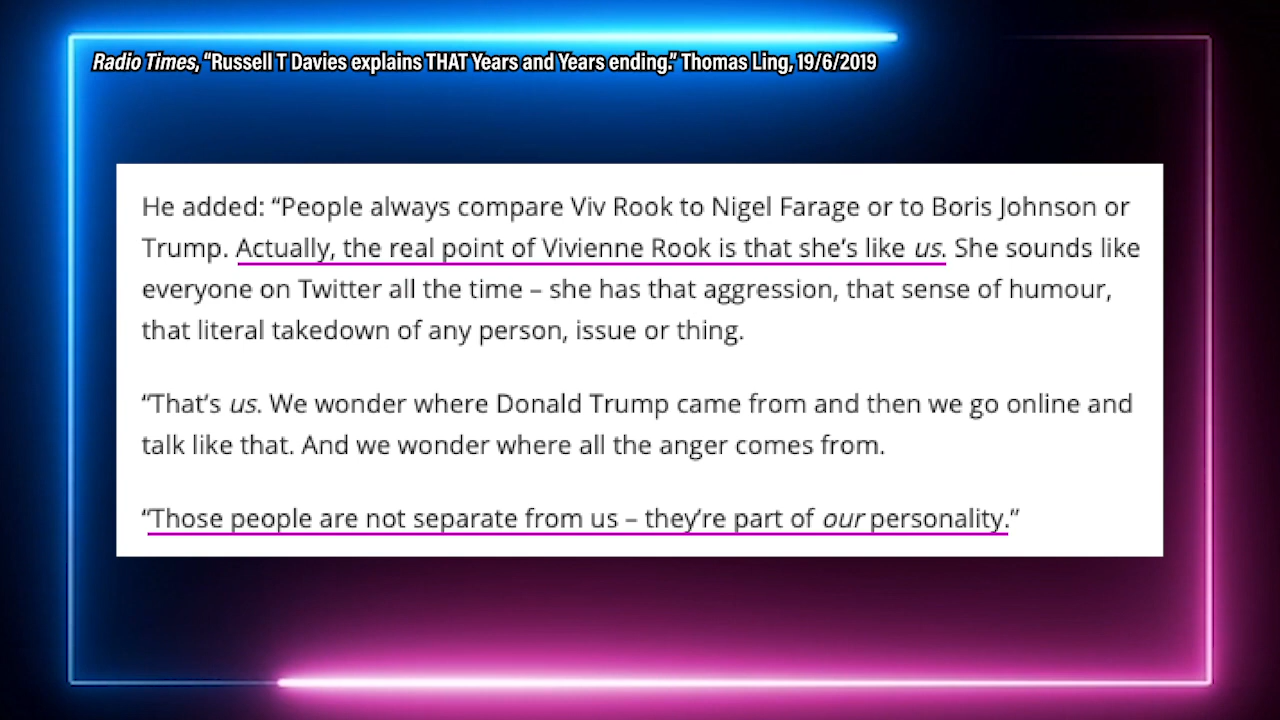 Radio Times, “Russell T Davies explains THAT Years and Years ending.” Thomas Ling, 19/6/2019
He added: “People always compare Viv Rook to Nigel Farage or to Boris Johnson or
Trump. Actually, the real point of Vivienne Rook is that she’s like us. She sounds like
everyone on Twitter all the time – she has that aggression, that sense of humour,
that literal takedown of any person, issue or thing.
“That’s us. We wonder where Donald Trump came from and then we go online and
talk like that. And we wonder where all the anger comes from.
“Those people are not separate from us – they’re part of our personality.”